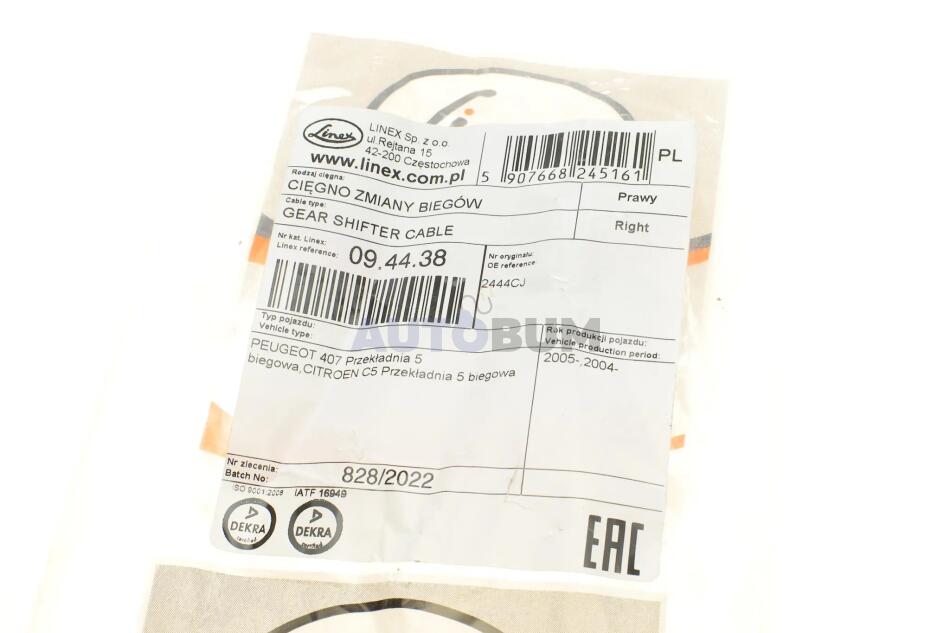 Linex
LINEX Sp. z o.o.
ul.Rejtana 15
42-200 Częstochowa
www.linex.com.pl
5 907668 245161
PL
Rodzaj cięgna:
CIĘGNO ZMIANY BIEGÓW
Prawy
Cable type:
GEAR SHIFTER CABLE
Right
Nr kat. Linex:
Linex reference:
09.44.38
Nr oryginału:
OE reference:
2444CJ
AUTOBUM
Typ pojazdu:
Vehicle type:
PEUGEOT 407 Przekładnia 5
biegowa,CITROEN C5 Przekładnia 5 biegowa
Rok produkcji pojazdu:
Vehicle production period:
2005-,2004-
Nr zlecenia:
Batch No:
828/2022
ISO 9001:2008
IATF 16949
DEKRA
DEKRA
EAC